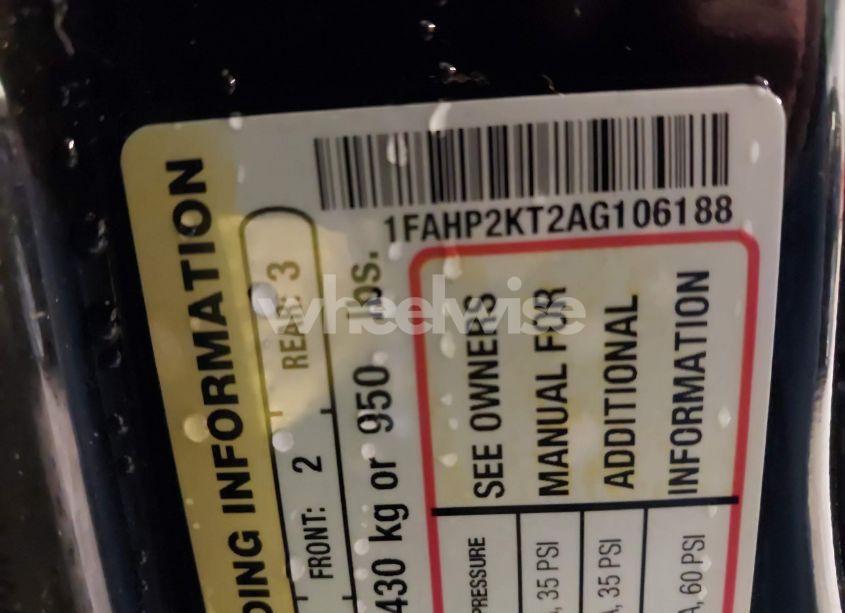 1FAHP2KT2AG106188
DING INFORMATION
FRONT: 2 REAR: 3
430 kg or 950 lbs.
PRESSURE
SEE OWNERS
, 35 PSI
MANUAL FOR
, 35 PSI
ADDITIONAL
, 60 PSI
INFORMATION
wheelwise